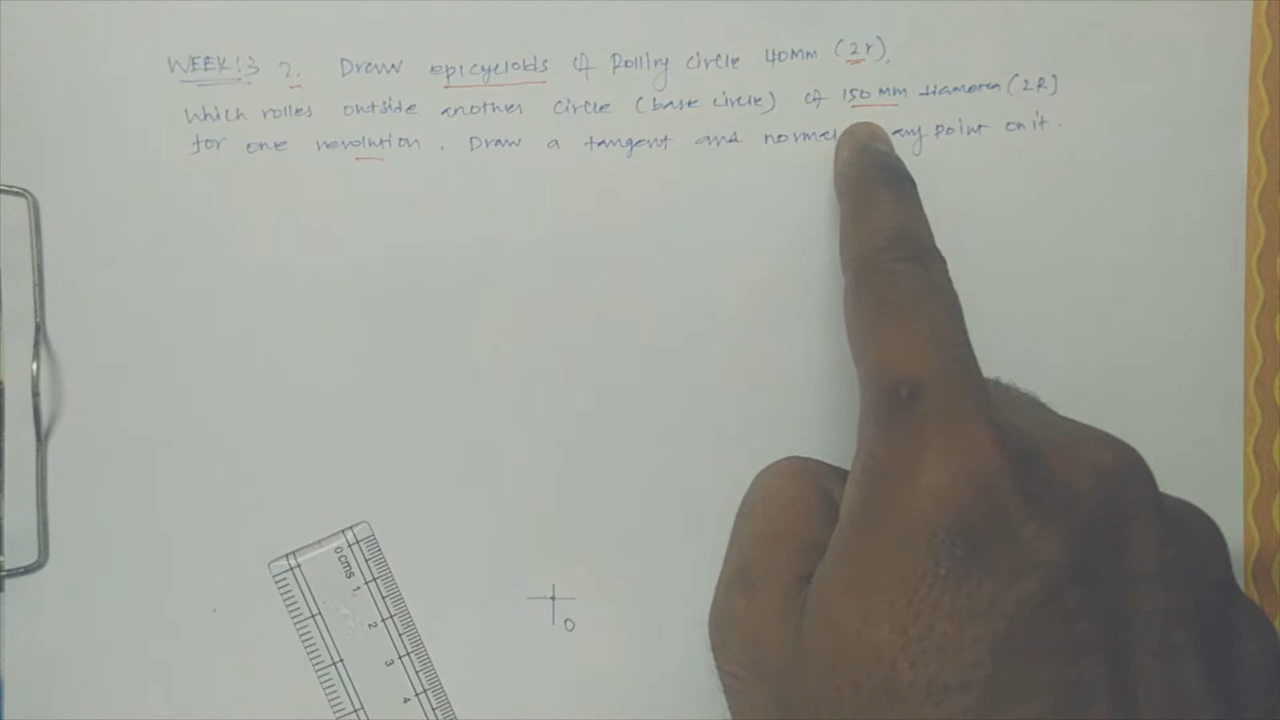 WEEK:3 2. Draw epicycloids of Rolling circle 40MM (2r),
Which rolles outside another circle (base circle) of 150 MM diameter (2R)
for one revolution. Draw a tangent and normal any point on it.
0 cms 1
2
3
4
O